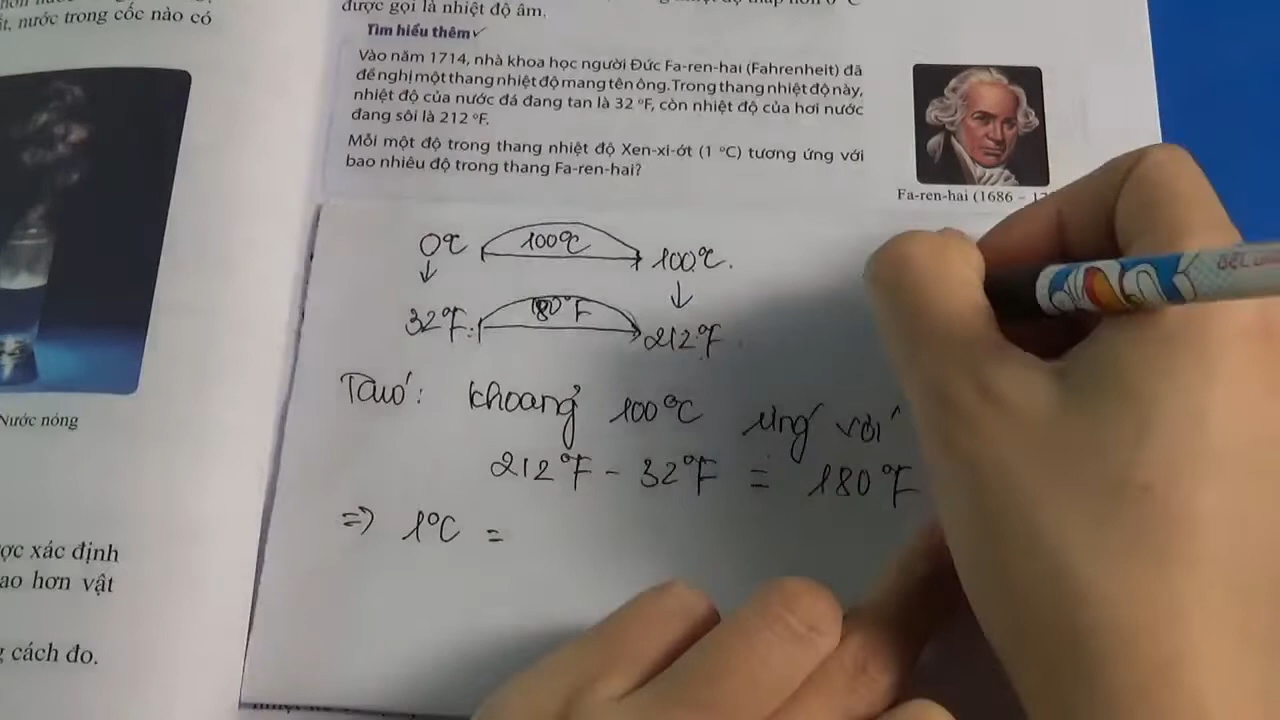 ất, nước trong cốc nào có
Nước nóng
ợc xác định
ao hơn vật
g cách đo.
được gọi là nhiệt độ âm.
Tìm hiểu thêm
Vào năm 1714, nhà khoa học người Đức Fa-ren-hai (Fahrenheit) đã
đề nghị một thang nhiệt độ mang tên ông. Trong thang nhiệt độ này,
nhiệt độ của nước đá đang tan là 32 °F, còn nhiệt độ của hơi nước
đang sôi là 212 °F.
Mỗi một độ trong thang nhiệt độ Xen-xi-ớt (1 °C) tương ứng với
bao nhiêu độ trong thang Fa-ren-hai?
Fa-ren-hai (1686 –
0°C 100°C 100°C.
32°F: 180°F 212°F
Ta có: khoảng 100°C ứng với
212°F - 32°F = 180°F
=> 1°C =